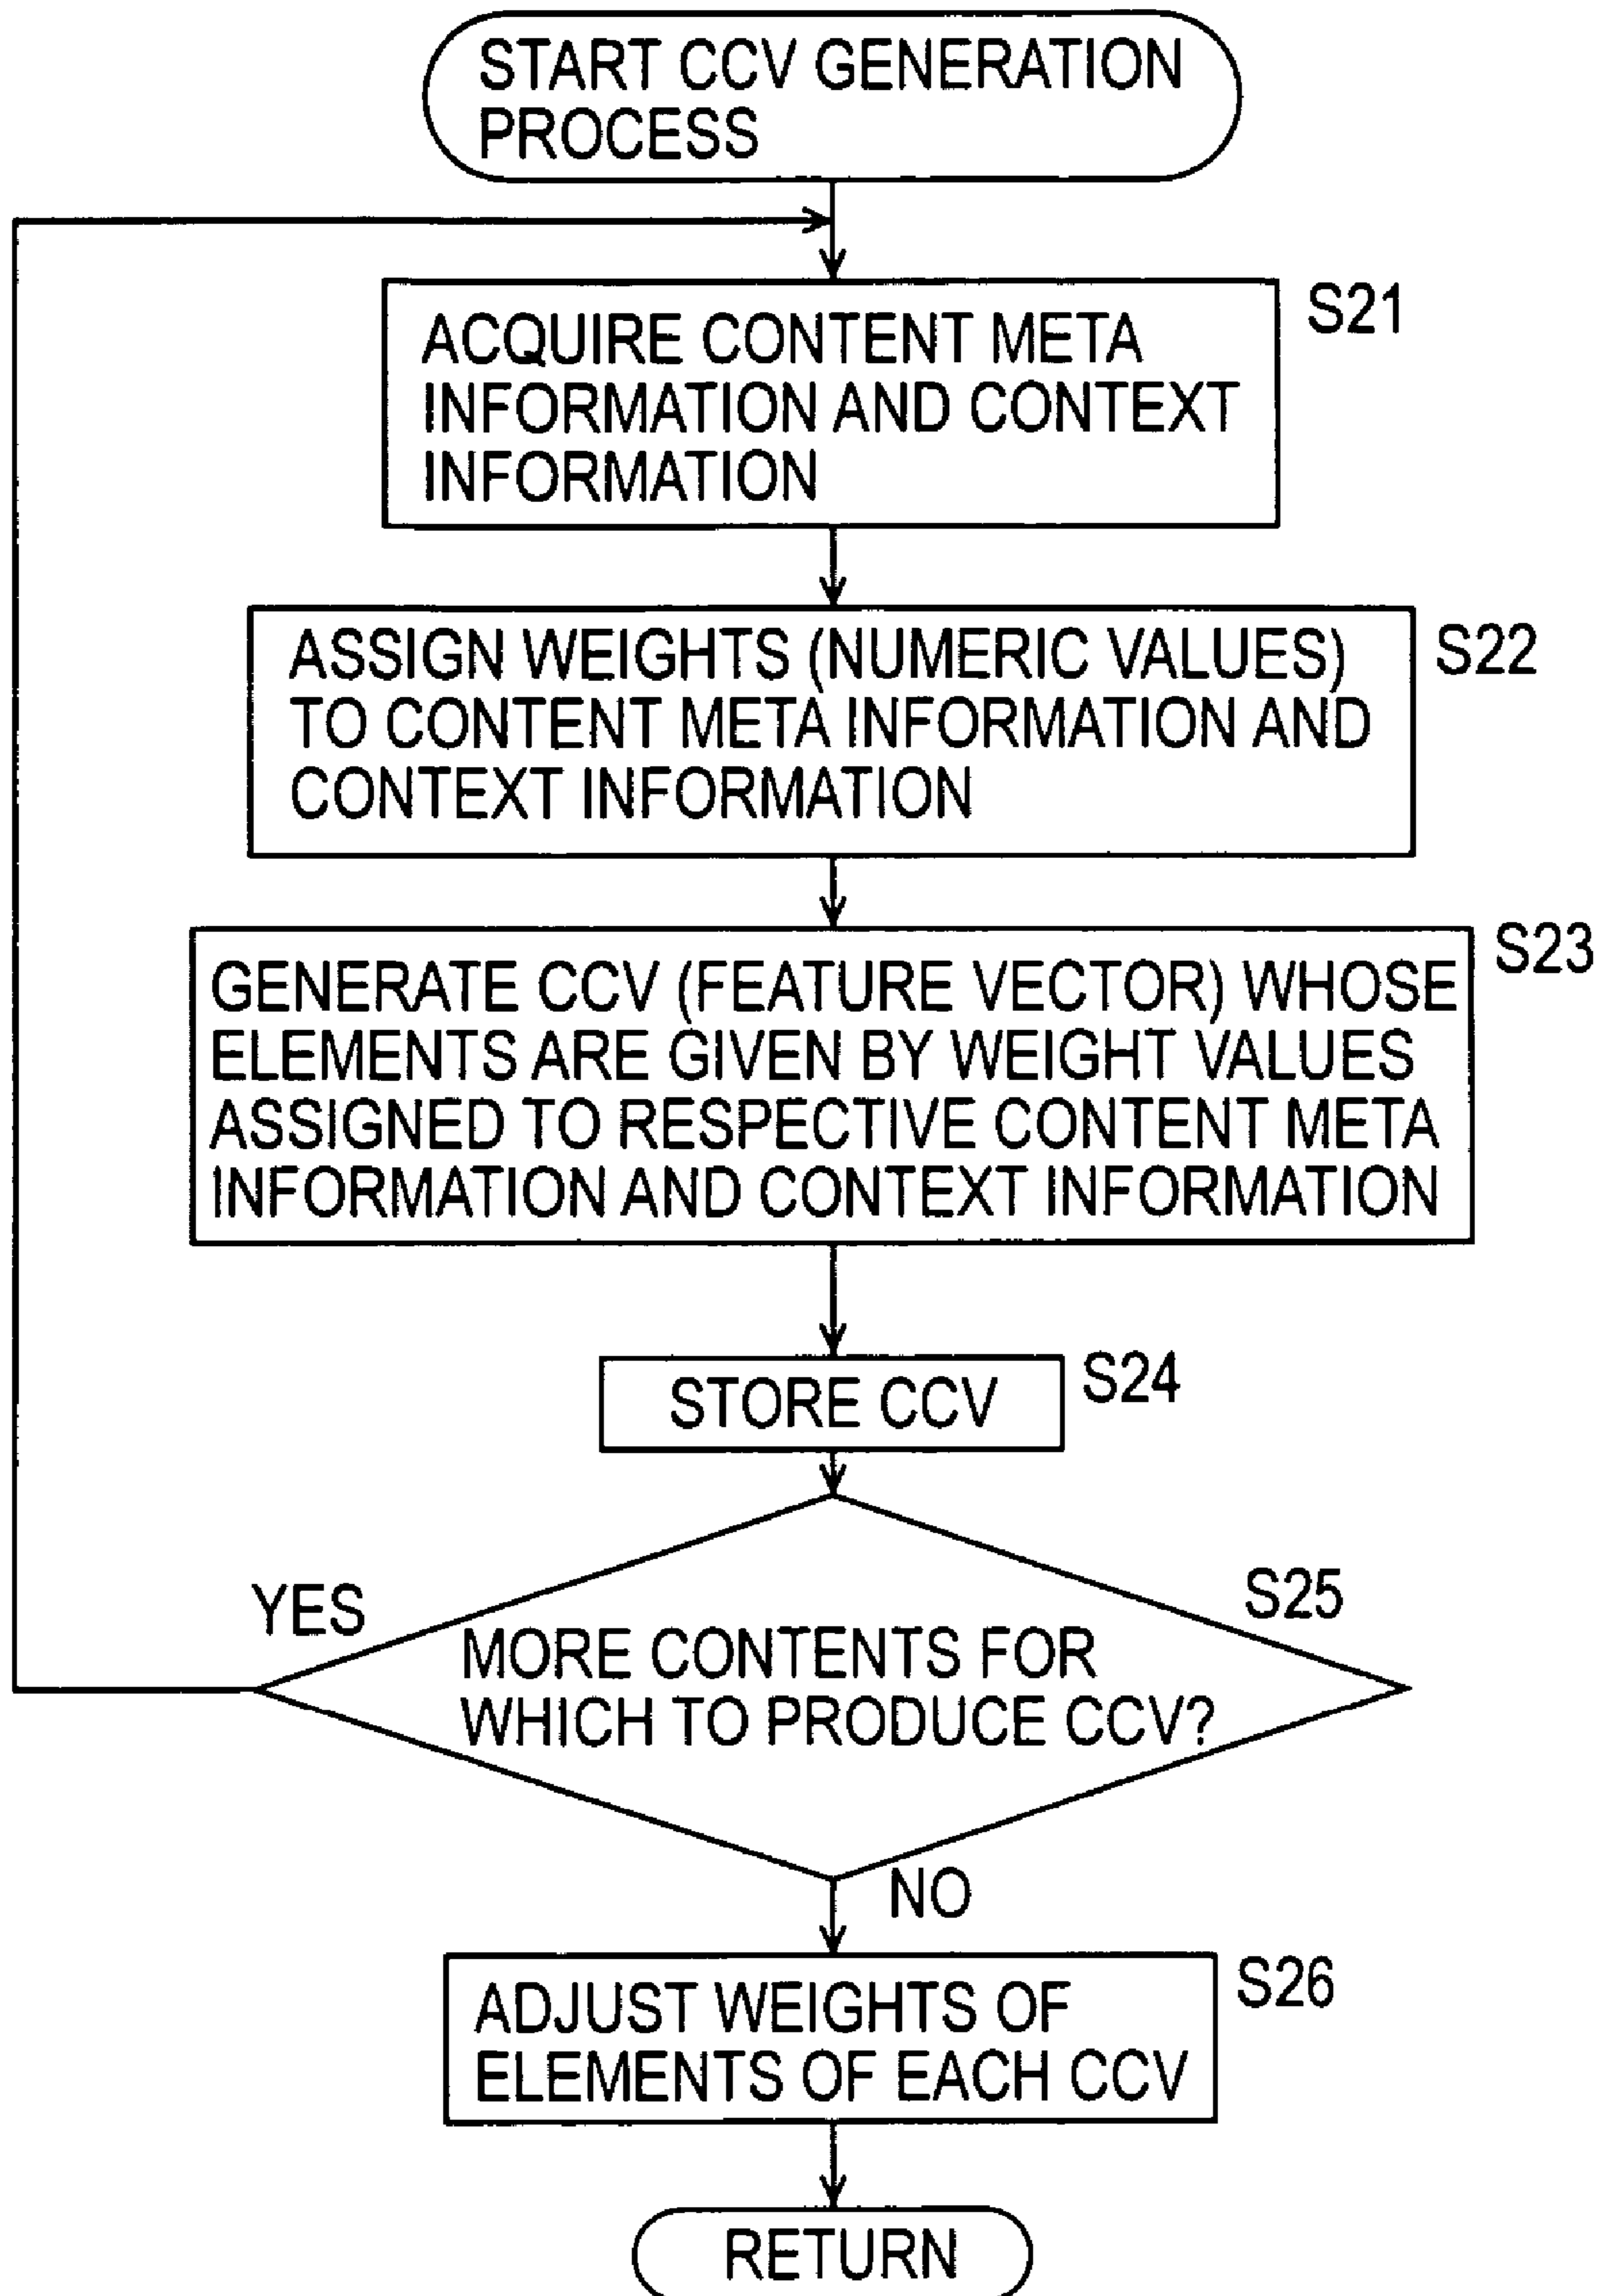 START CCV GENERATION
PROCESS
S21
ACQUIRE CONTENT META
INFORMATION AND CONTEXT
INFORMATION
S22
ASSIGN WEIGHTS (NUMERIC VALUES)
TO CONTENT META INFORMATION AND
CONTEXT INFORMATION
S23
GENERATE CCV (FEATURE VECTOR) WHOSE
ELEMENTS ARE GIVEN BY WEIGHT VALUES
ASSIGNED TO RESPECTIVE CONTENT META
INFORMATION AND CONTEXT INFORMATION
S24
STORE CCV
YES
S25
MORE CONTENTS FOR
WHICH TO PRODUCE CCV?
NO
S26
ADJUST WEIGHTS OF
ELEMENTS OF EACH CCV
RETURN